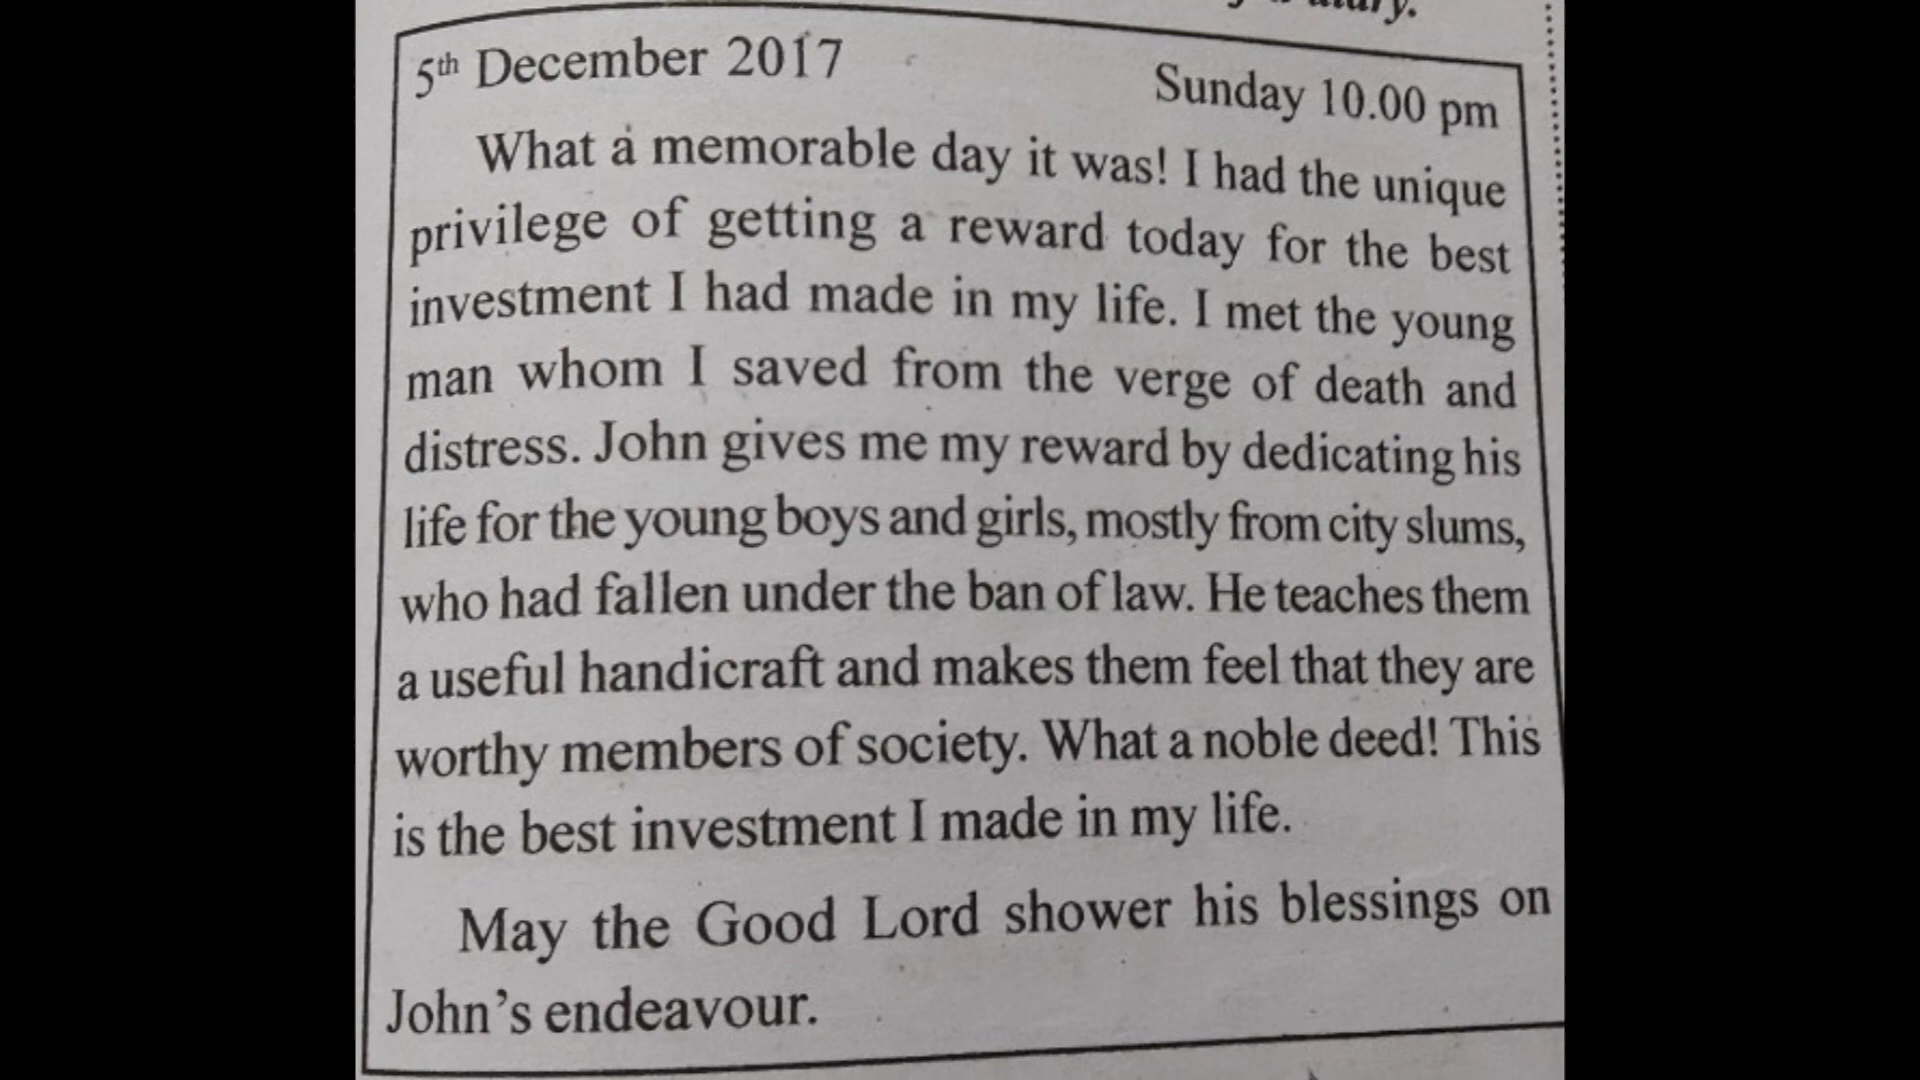 diary.
5th December 2017
Sunday 10.00 pm
What a memorable day it was! I had the unique
privilege of getting a reward today for the best
investment I had made in my life. I met the young
man whom I saved from the verge of death and
distress. John gives me my reward by dedicating his
life for the young boys and girls, mostly from city slums,
who had fallen under the ban of law. He teaches them
a useful handicraft and makes them feel that they are
worthy members of society. What a noble deed! This
is the best investment I made in my life.
May the Good Lord shower his blessings on
John's endeavour.